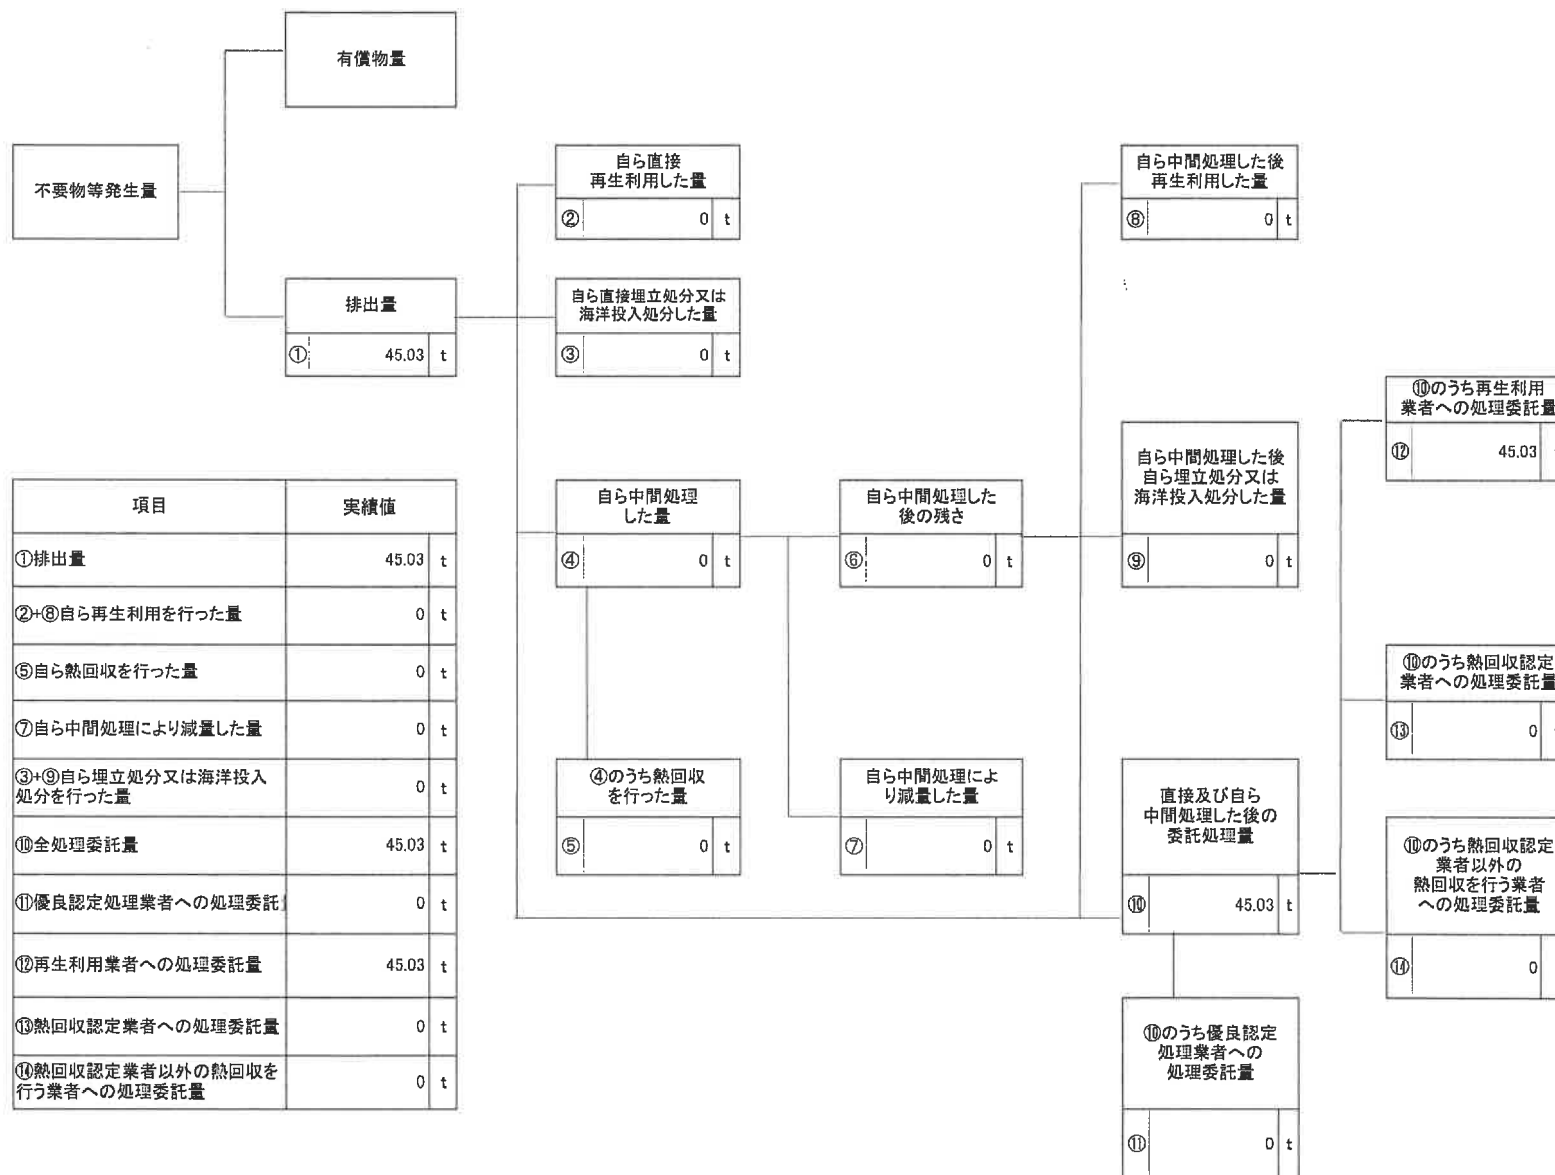 有償物量
不要物等発生量
排出量
① 45.03 t
自ら直接
再生利用した量
② 0 t
自ら直接埋立処分又は
海洋投入処分した量
③ 0 t
自ら中間処理
した量
④ 0 t
④のうち熱回収
を行った量
⑤ 0 t
自ら中間処理した
後の残さ
⑥ 0 t
自ら中間処理によ
り減量した量
⑦ 0 t
自ら中間処理した後
再生利用した量
⑧ 0 t
自ら中間処理した後
自ら埋立処分又は
海洋投入処分した量
⑨ 0 t
直接及び自ら
中間処理した後の
委託処理量
⑩ 45.03 t
⑩のうち優良認定
処理業者への
処理委託量
⑪ 0 t
⑩のうち再生利用
業者への処理委託量
⑫ 45.03
⑩のうち熱回収認定
業者への処理委託量
⑬ 0
⑩のうち熱回収認定
業者以外の
熱回収を行う業者
への処理委託量
⑭ 0
項目 実績値
①排出量 45.03 t
②+⑧自ら再生利用を行った量 0 t
⑤自ら熱回収を行った量 0 t
⑦自ら中間処理により減量した量 0 t
③+⑨自ら埋立処分又は海洋投入
処分を行った量 0 t
⑩全処理委託量 45.03 t
⑪優良認定処理業者への処理委託 0 t
⑫再生利用業者への処理委託量 45.03 t
⑬熱回収認定業者への処理委託量 0 t
⑭熱回収認定業者以外の熱回収を
行う業者への処理委託量 0 t